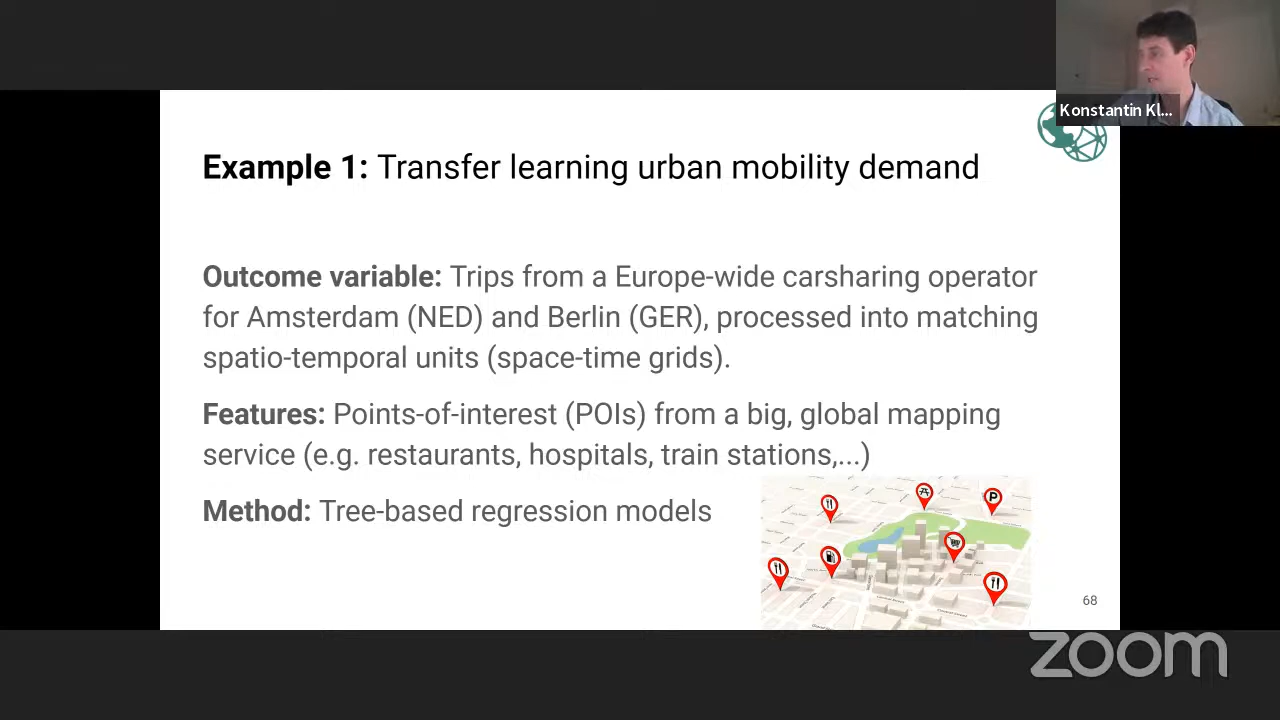 Konstantin Kl...
Example 1: Transfer learning urban mobility demand
Outcome variable: Trips from a Europe-wide carsharing operator
for Amsterdam (NED) and Berlin (GER), processed into matching
spatio-temporal units (space-time grids).
Features: Points-of-interest (POIs) from a big, global mapping
service (e.g. restaurants, hospitals, train stations,...)
Method: Tree-based regression models
P
68
zoom